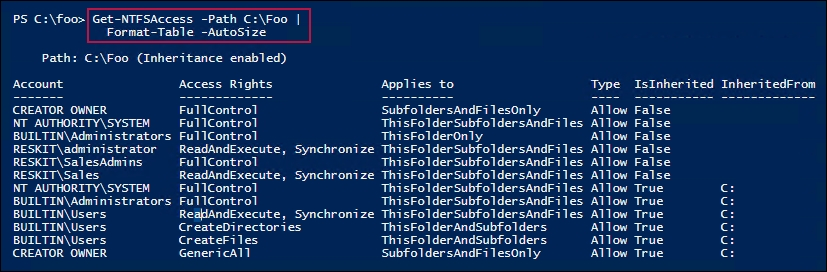 PS C:\foo> Get-NTFSAccess -Path C:\Foo |
Format-Table -AutoSize
Path: C:\Foo (Inheritance enabled)
Account Access Rights Applies to Type IsInherited InheritedFrom
------- ------------- ---------- ---- ----------- -------------
CREATOR OWNER FullControl SubfoldersAndFilesOnly Allow False
NT AUTHORITY\SYSTEM FullControl ThisFolderSubfoldersAndFiles Allow False
BUILTIN\Administrators FullControl ThisFolderOnly Allow False
RESKIT\administrator ReadAndExecute, Synchronize ThisFolderSubfoldersAndFiles Allow False
RESKIT\SalesAdmins FullControl ThisFolderSubfoldersAndFiles Allow False
RESKIT\Sales ReadAndExecute, Synchronize ThisFolderSubfoldersAndFiles Allow False
NT AUTHORITY\SYSTEM FullControl ThisFolderSubfoldersAndFiles Allow True C:
BUILTIN\Administrators FullControl ThisFolderSubfoldersAndFiles Allow True C:
BUILTIN\Users ReadAndExecute, Synchronize ThisFolderSubfoldersAndFiles Allow True C:
BUILTIN\Users CreateDirectories ThisFolderAndSubfolders Allow True C:
BUILTIN\Users CreateFiles ThisFolderAndSubfolders Allow True C:
CREATOR OWNER GenericAll SubfoldersAndFilesOnly Allow True C: